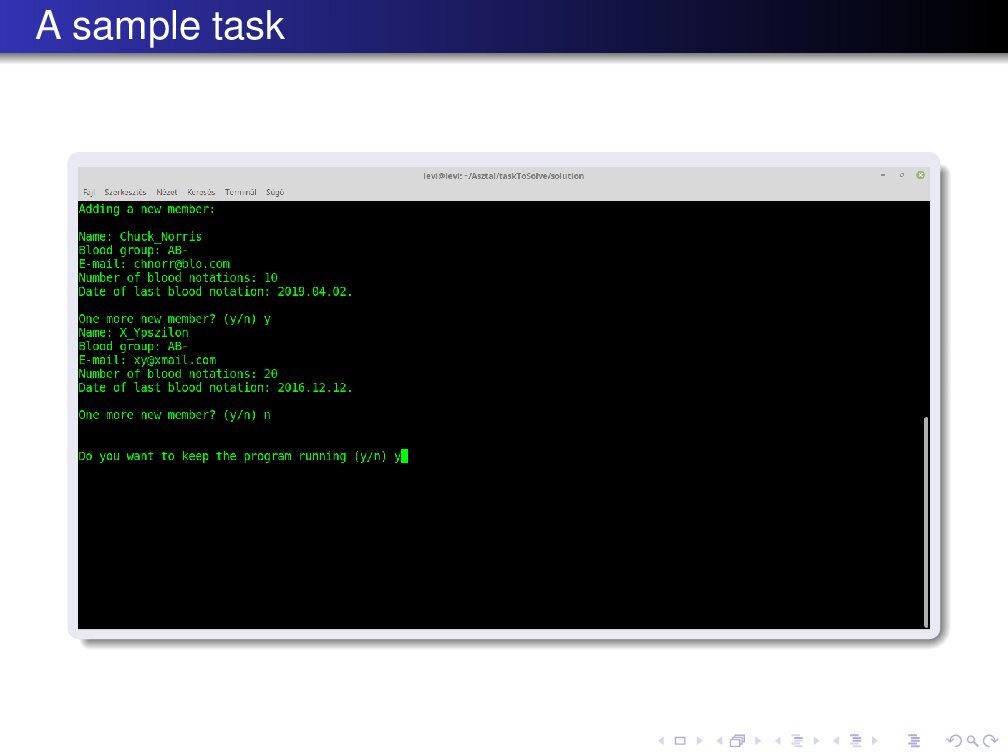 A sample task
levi@levi: ~/Asztal/taskToSolve/solution
Fájl Szerkesztés Nézet Keresés Terminál Súgó
Adding a new member:
Name: Chuck_Norris
Blood group: AB-
E-mail: chnorr@blo.com
Number of blood notations: 10
Date of last blood notation: 2019.04.02.
One more new member? (y/n) y
Name: X_Ypszilon
Blood group: AB-
E-mail: xy@xmail.com
Number of blood notations: 20
Date of last blood notation: 2016.12.12.
One more new member? (y/n) n
Do you want to keep the program running (y/n) y